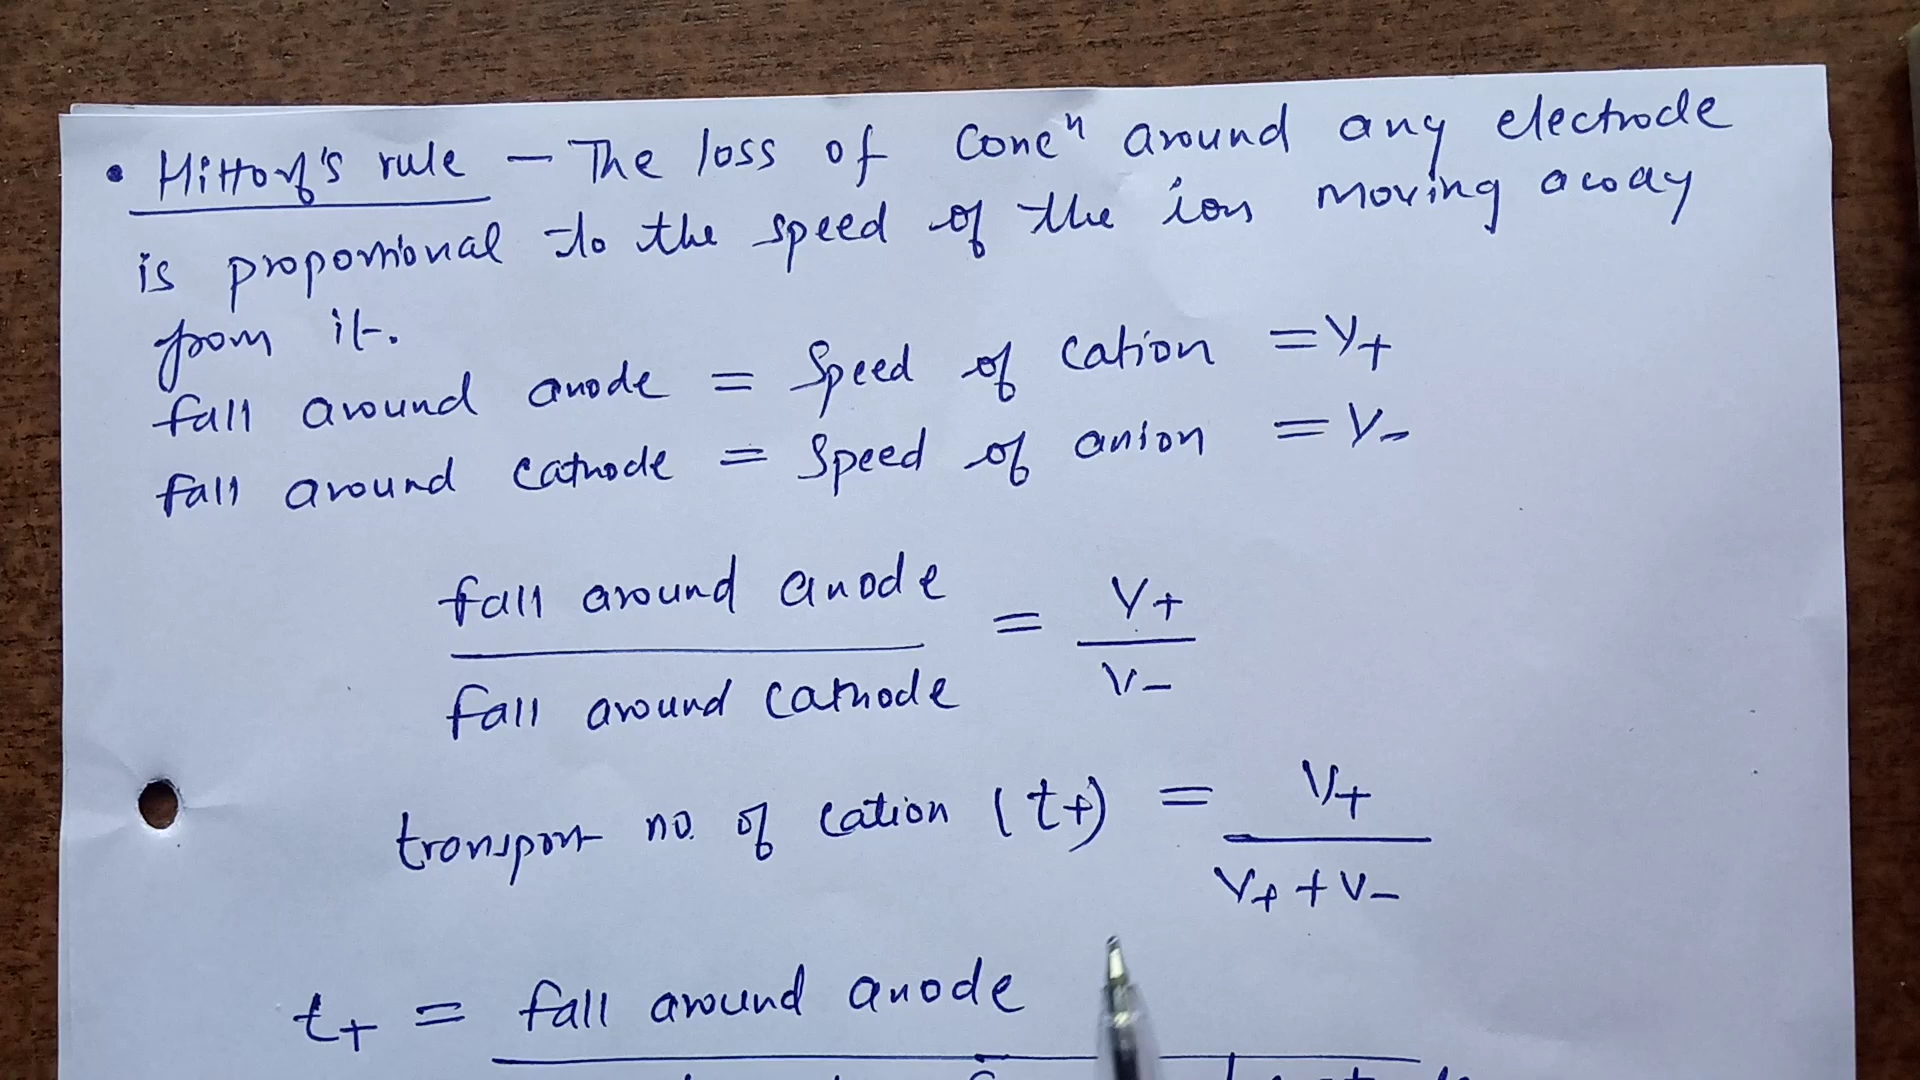 • Hittorf's rule – The loss of Concⁿ around any electrode
is proportional to the speed of the ion moving away
from it.
fall around anode = Speed of cation = V+
fall around cathode = Speed of anion = V-
fall around anode / fall around cathode = V+ / V-
transport no. of cation (t+) = V+ / V+ + V-
t+ = fall around anode